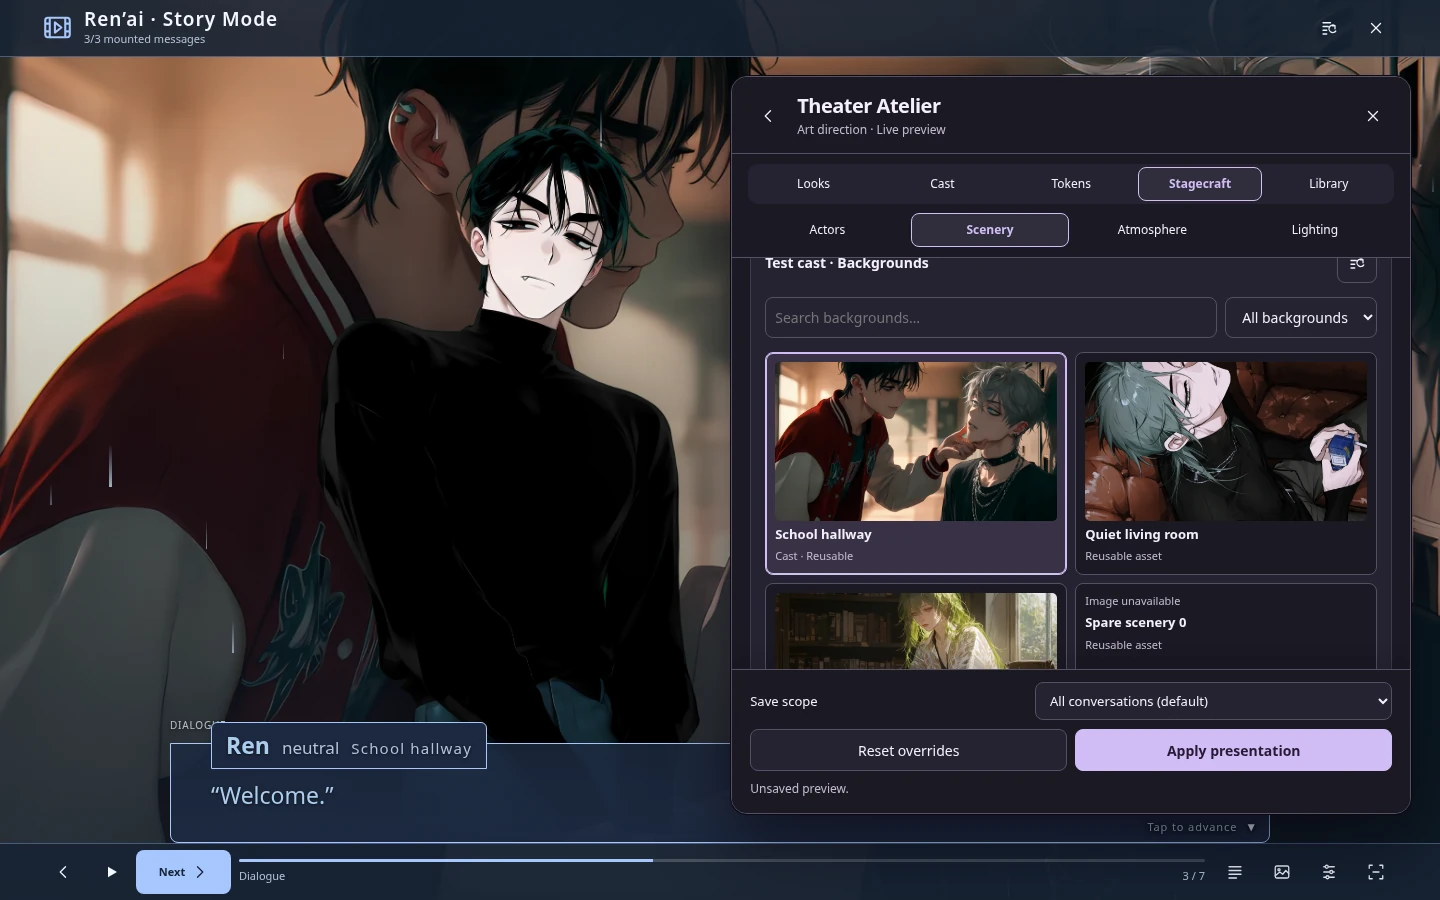 Ren’ai · Story Mode
3/3 mounted messages
Theater Atelier
Art direction · Live preview
Looks
Cast
Tokens
Stagecraft
Library
Actors
Scenery
Atmosphere
Lighting
Test cast · Backgrounds
Search backgrounds...
All backgrounds
School hallway
Cast · Reusable
Quiet living room
Reusable asset
Image unavailable
Spare scenery 0
Reusable asset
Save scope
All conversations (default)
Reset overrides
Apply presentation
Unsaved preview.
DIALOGUE
Ren neutral School hallway
“Welcome.”
Tap to advance ▼
Next
Dialogue
3 / 7